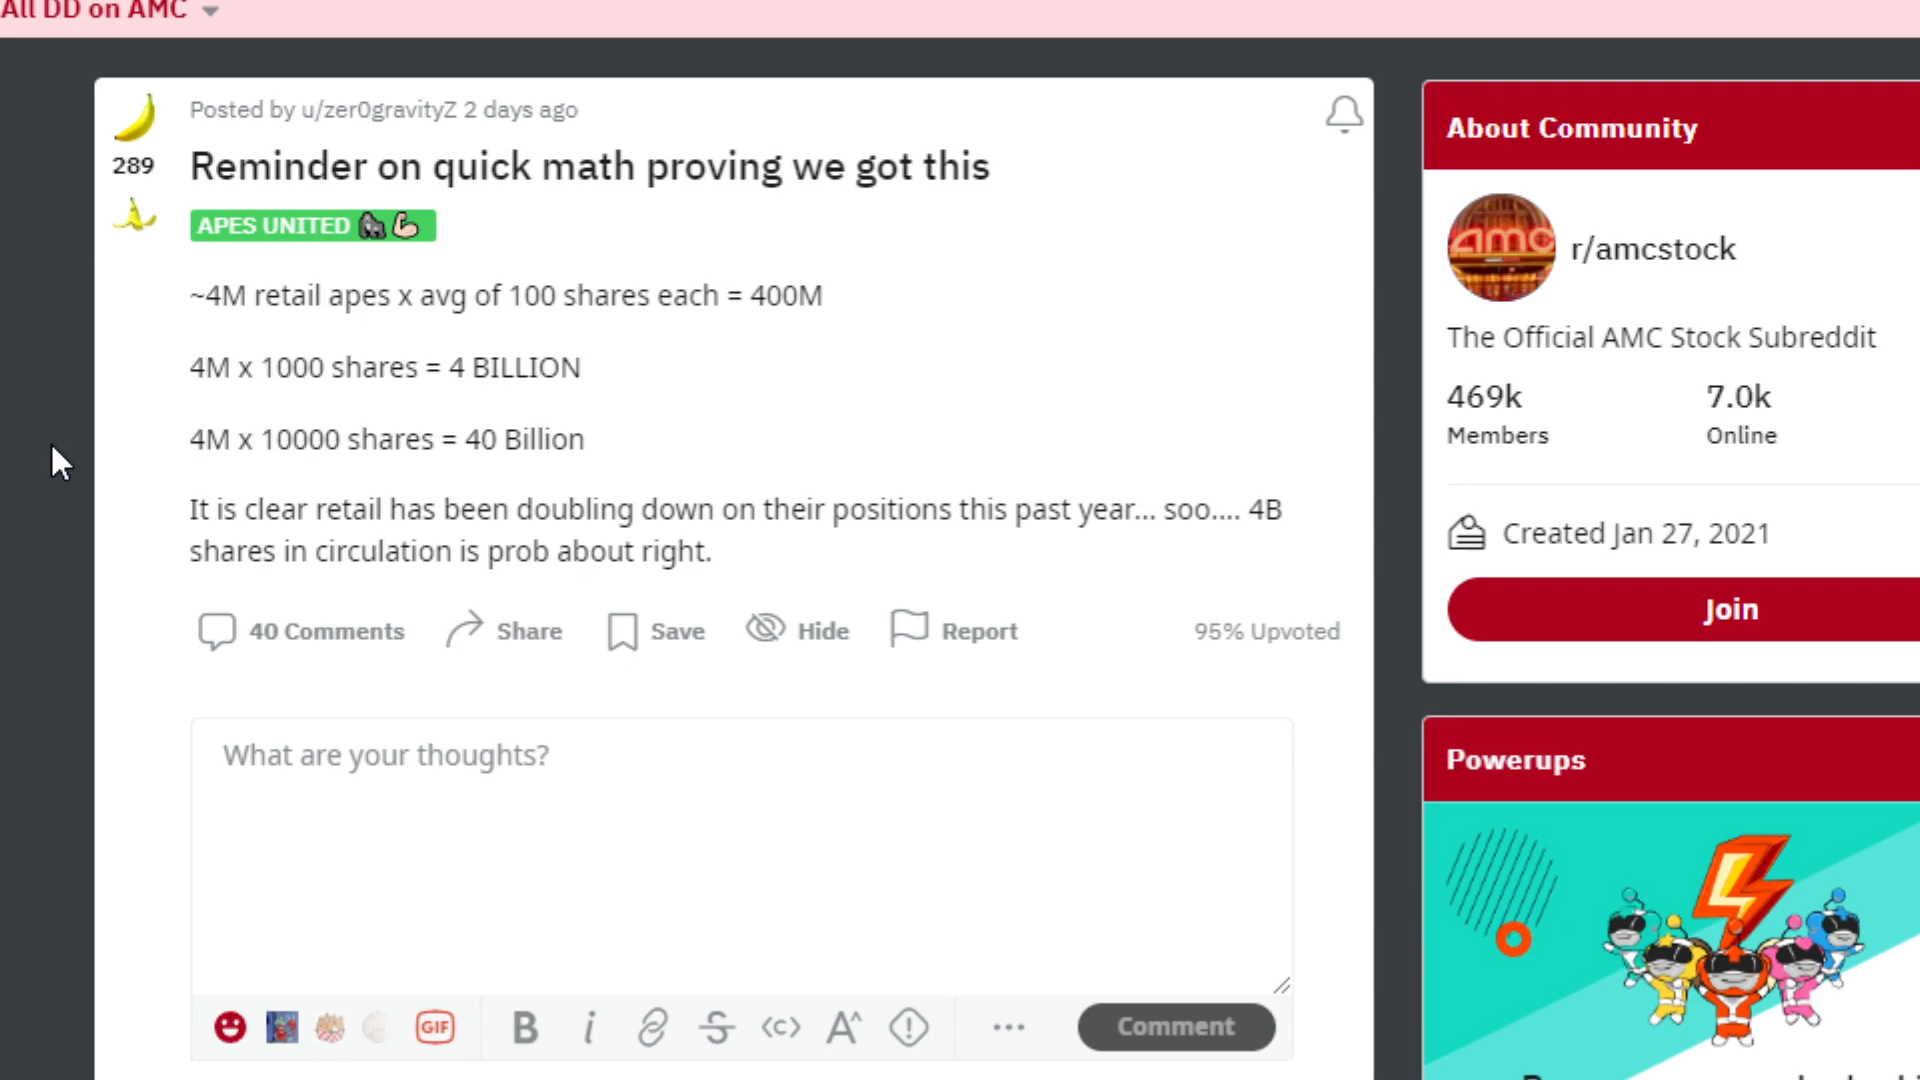 All DD on AMC
Posted by u/zer0gravityZ 2 days ago
289
Reminder on quick math proving we got this
APES UNITED 🦍💪🏻
~4M retail apes x avg of 100 shares each = 400M
4M x 1000 shares = 4 BILLION
4M x 10000 shares = 40 Billion
It is clear retail has been doubling down on their positions this past year... soo.... 4B
shares in circulation is prob about right.
40 Comments Share Save Hide Report 95% Upvoted
What are your thoughts?
GIF B i S <c> A^ ... Comment
About Community
amc
r/amcstock
The Official AMC Stock Subreddit
469k 7.0k
Members Online
Created Jan 27, 2021
Join
Powerups